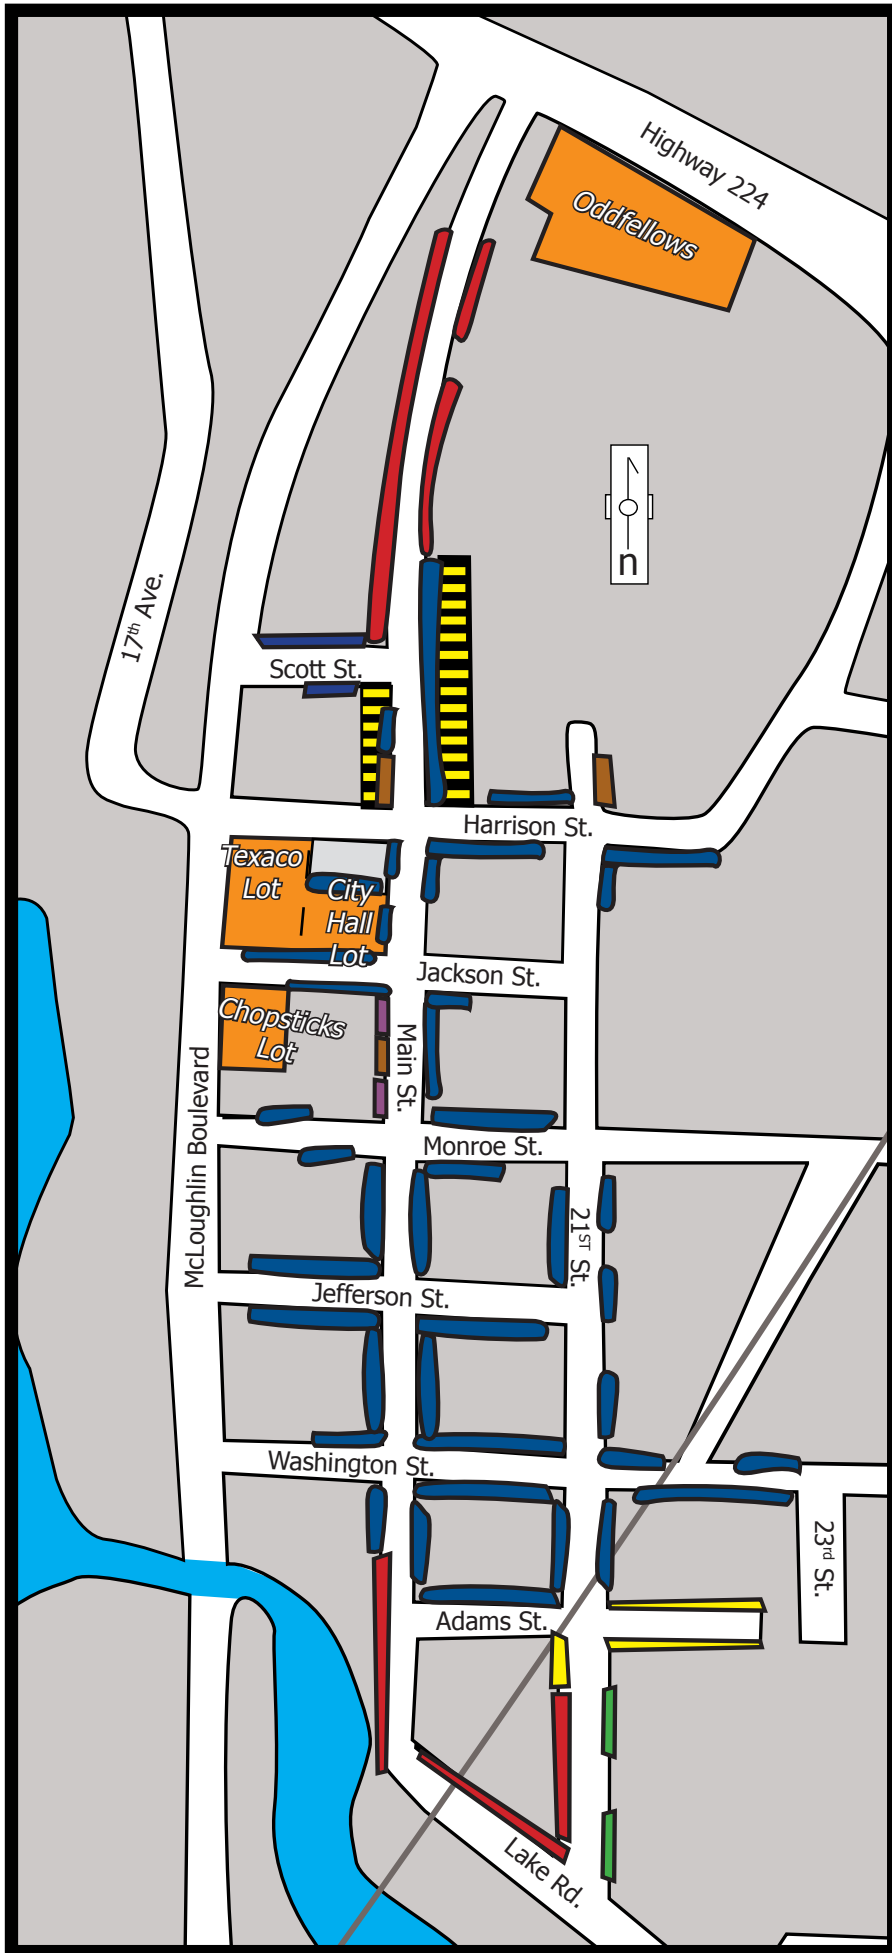 Highway 224
Oddfellows
n
17th Ave.
Scott St.
Harrison St.
Texaco
Lot
City
Hall
Lot
Jackson St.
Chopsticks
Lot
Main St.
McLoughlin Boulevard
Monroe St.
21ST St.
Jefferson St.
Washington St.
23rd St.
Adams St.
Lake Rd.